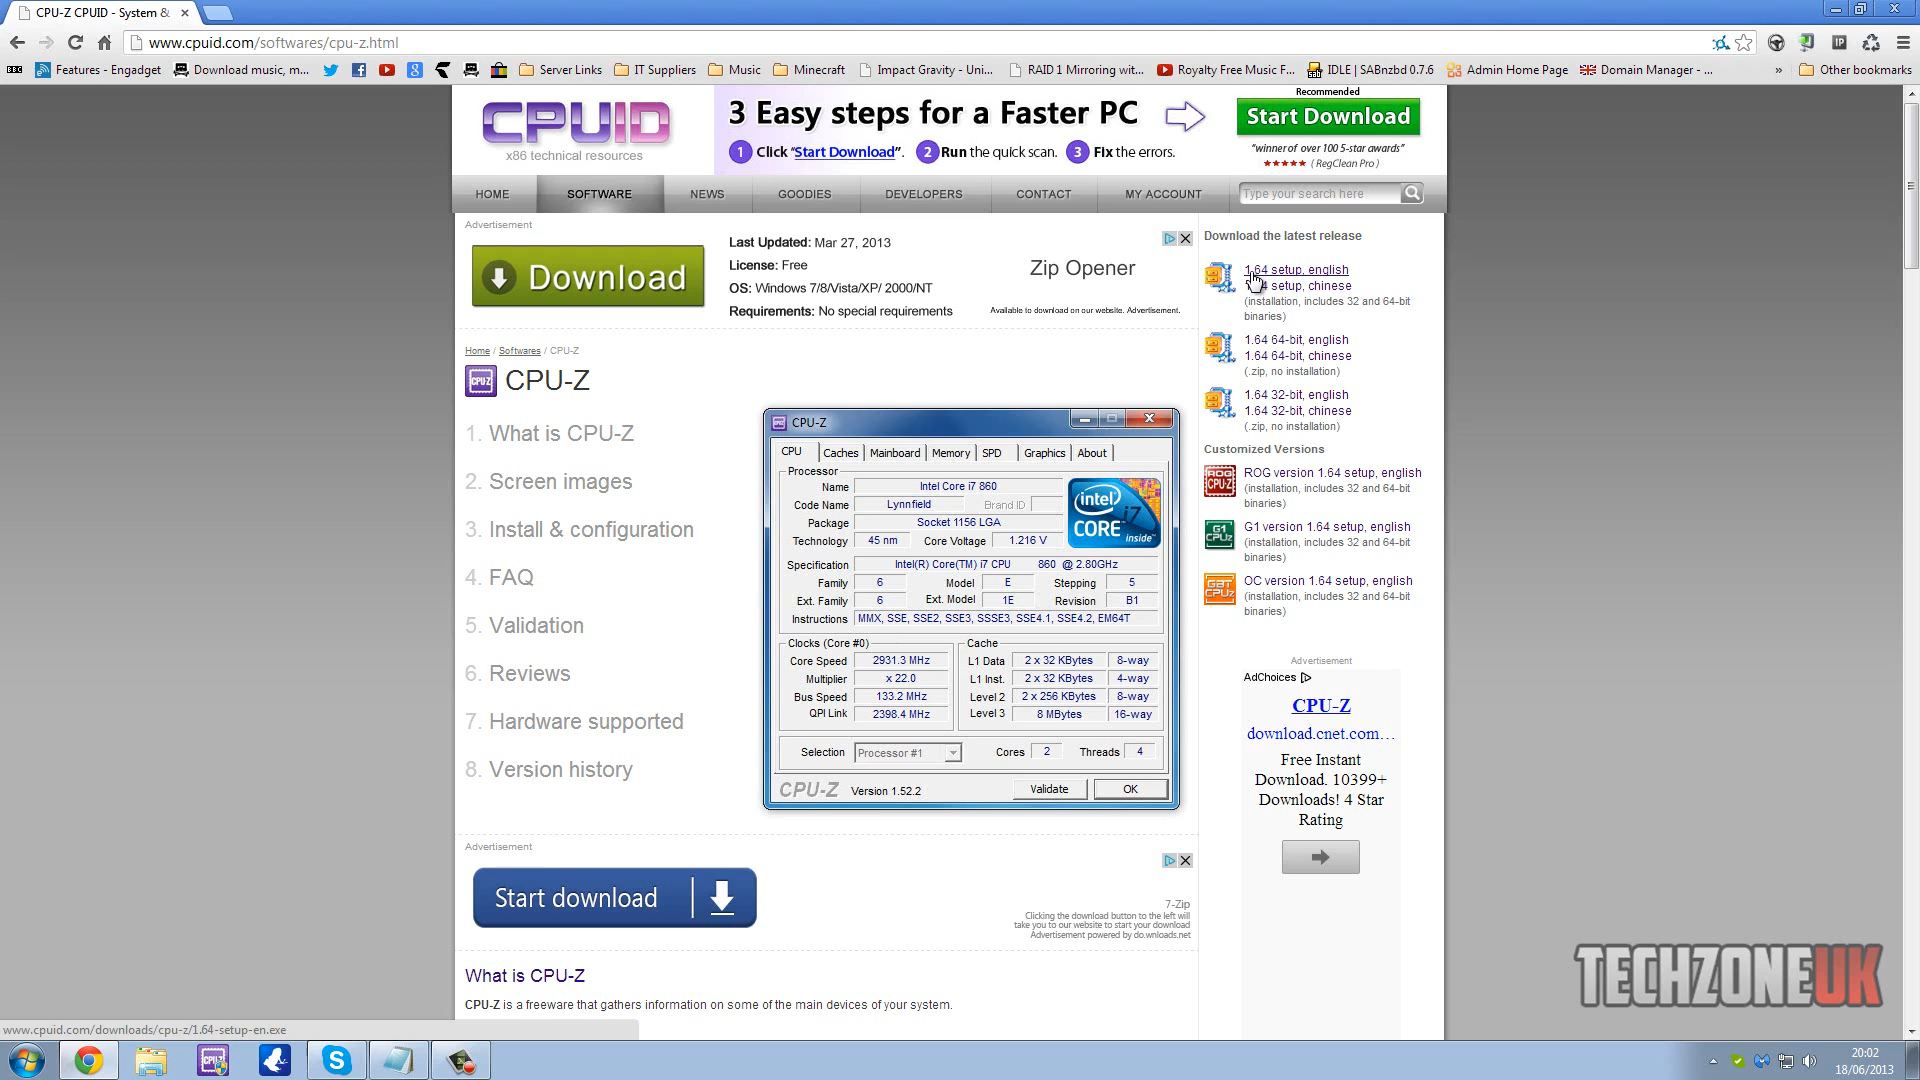 CPU-Z CPUID - System &
www.cpuid.com/softwares/cpu-z.html
BBC
Features - Engadget
Download music, m...
Server Links
IT Suppliers
Music
Minecraft
Impact Gravity - Uni...
RAID 1 Mirroring wit...
Royalty Free Music F...
IDLE | SABnzbd 0.7.6
Admin Home Page
Domain Manager - ...
»
Other bookmarks
CPUID
x86 technical resources
3 Easy steps for a Faster PC
1 Click "Start Download". 2 Run the quick scan. 3 Fix the errors.
Recommended
Start Download
"winner of over 100 5-star awards"
★★★★★ ( RegClean Pro )
HOME
SOFTWARE
NEWS
GOODIES
DEVELOPERS
CONTACT
MY ACCOUNT
Type your search here
Advertisement
Download
Last Updated: Mar 27, 2013
License: Free
OS: Windows 7/8/Vista/XP/ 2000/NT
Requirements: No special requirements
Zip Opener
Available to download on our website. Advertisement.
Home / Softwares / CPU-Z
CPU-Z
1. What is CPU-Z
2. Screen images
3. Install & configuration
4. FAQ
5. Validation
6. Reviews
7. Hardware supported
8. Version history
CPU-Z
CPU
Caches
Mainboard
Memory
SPD
Graphics
About
Processor
Name Intel Core i7 860
Code Name Lynnfield Brand ID
Package Socket 1156 LGA
Technology 45 nm Core Voltage 1.216 V
intel CORE i7 inside™
Specification Intel(R) Core(TM) i7 CPU 860 @ 2.80GHz
Family 6 Model E Stepping 5
Ext. Family 6 Ext. Model 1E Revision B1
Instructions MMX, SSE, SSE2, SSE3, SSSE3, SSE4.1, SSE4.2, EM64T
Clocks (Core #0)
Core Speed 2931.3 MHz
Multiplier x 22.0
Bus Speed 133.2 MHz
QPI Link 2398.4 MHz
Cache
L1 Data 2 x 32 KBytes 8-way
L1 Inst. 2 x 32 KBytes 4-way
Level 2 2 x 256 KBytes 8-way
Level 3 8 MBytes 16-way
Selection Processor #1 Cores 2 Threads 4
CPU-Z Version 1.52.2 Validate OK
Advertisement
Start download
7-Zip
Clicking the download button to the left will
take you to our website to start your download
Advertisement powered by do.wnloads.net
What is CPU-Z
CPU-Z is a freeware that gathers information on some of the main devices of your system.
Download the latest release
1.64 setup, english
setup, chinese
(installation, includes 32 and 64-bit
binaries)
1.64 64-bit, english
1.64 64-bit, chinese
(.zip, no installation)
1.64 32-bit, english
1.64 32-bit, chinese
(.zip, no installation)
Customized Versions
ROG version 1.64 setup, english
(installation, includes 32 and 64-bit
binaries)
G1 version 1.64 setup, english
(installation, includes 32 and 64-bit
binaries)
OC version 1.64 setup, english
(installation, includes 32 and 64-bit
binaries)
Advertisement
AdChoices
CPU-Z
download.cnet.com...
Free Instant
Download. 10399+
Downloads! 4 Star
Rating
TECHZONEUK
www.cpuid.com/downloads/cpu-z/1.64-setup-en.exe
20:02
18/06/2013